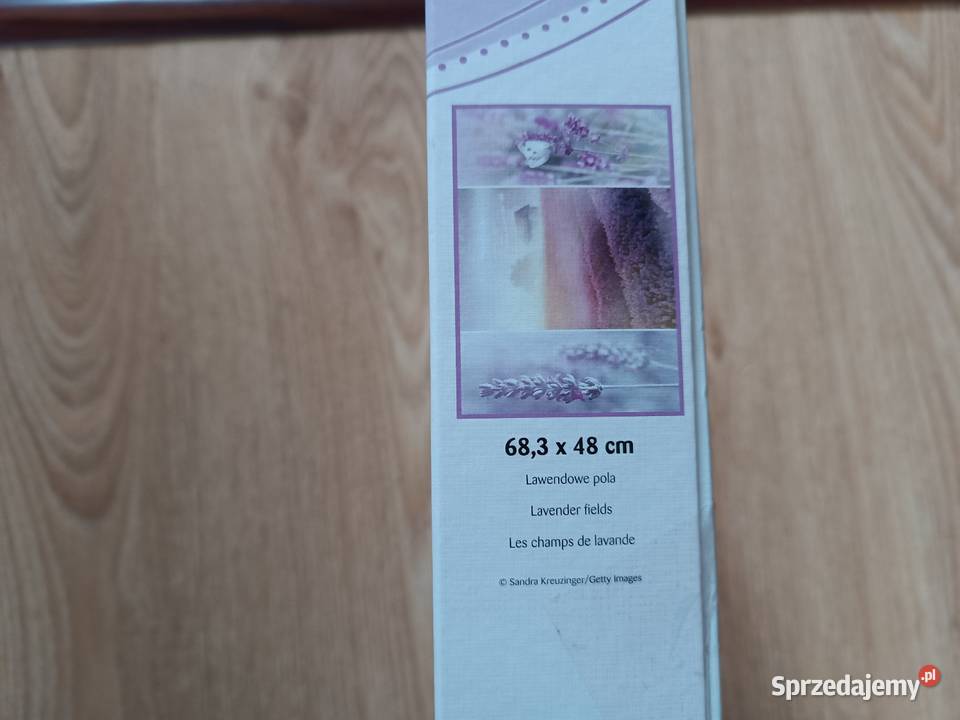 68,3 x 48 cm
Lawendowe pola
Lavender fields
Les champs de lavande
© Sandra Kreuzinger/Getty Images
Sprzedajemy.pl